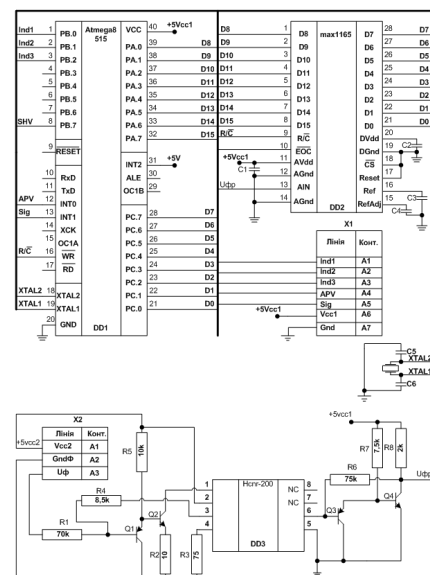 Ind1 1 PB.0 Atmega8 515 VCC 40 +5Vcc1
Ind2 2 PB.1 PA.0 39 D8
Ind3 3 PB.2 PA.1 38 D9
4 PB.3 PA.2 37 D10
5 PB.4 PA.3 36 D11
6 PB.5 PA.4 35 D12
7 PB.6 PA.5 34 D13
SHV 8 PB.7 PA.6 33 D14
PA.7 32 D15
9 RESET
INT2 31 +5V
10 RxD ALE 30
11 TxD OC1B 29
APV 12 INT0
Sig 13 INT1 PC.7 28 D7
14 XCK PC.6 27 D6
15 OC1A PC.5 26 D5
R/C 16 WR PC.4 25 D4
17 RD PC.3 24 D3
PC.2 23 D2
XTAL2 18 XTAL2 PC.1 22 D1
XTAL1 19 XTAL1 PC.0 21 D0
20 GND DD1
D8 1 D8 max1165 D7 28 D7
D9 2 D9 D6 27 D6
D10 3 D10 D5 26 D5
D11 4 D11 D4 25 D4
D12 5 D12 D3 24 D3
D13 6 D13 D2 23 D2
D14 7 D14 D1 22 D1
D15 8 D15 D0 21 D0
R/C 9 R/C DVdd 20
10 EOC DGnd 19 C2
+5Vcc1 11 AVdd CS 18
C1 12 AGnd Reset 17
Uфр 13 AIN Ref 16 C3
14 AGnd RefAdj 15 C4
DD2
X1
Лінія Конт.
Ind1 A1
Ind2 A2
Ind3 A3
APV A4
Sig A5
+5Vcc1 Vcc1 A6
Gnd A7
C5
XTAL2
XTAL1
C6
X2
Лінія Конт.
+5vcc2 Vcc2 A1
GndФ A2
Uф A3
R5 10k
R4 8,5k
R1 70k
Q1
Q2
R2 10
R3 75
Hcnr-200
1 NC 8
2 NC 7
3 6
4 5
DD3
+5vcc1
R7 7,5k
R8 2k
R6 75k
Q3
Q4
Uфр